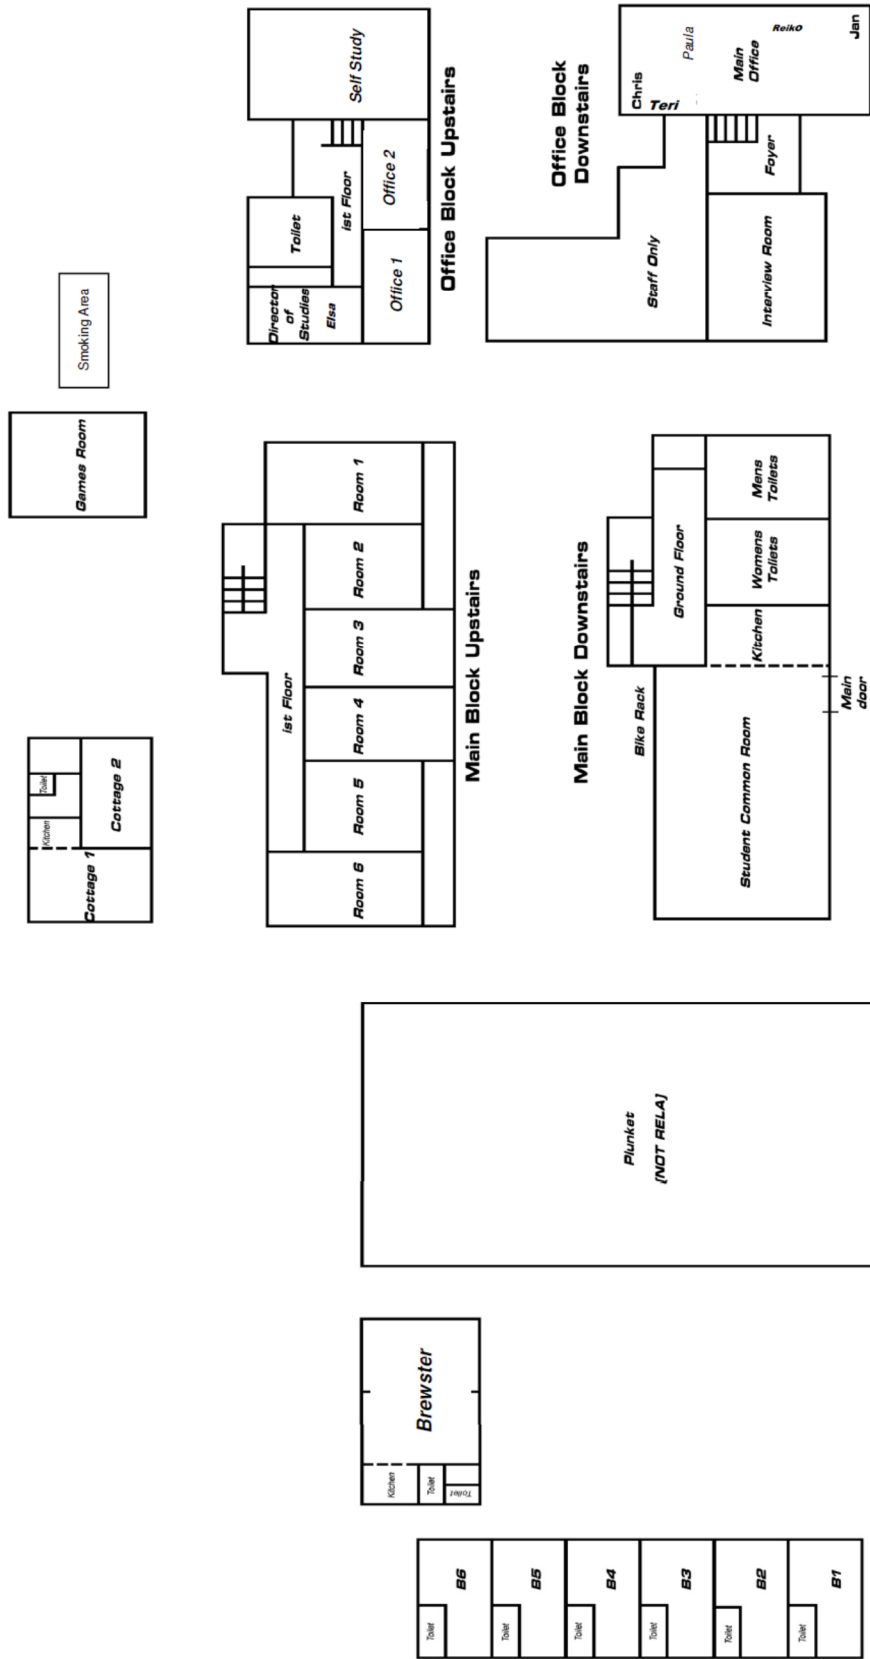 Kitchen
Toilet
Cottage 1
Cottage 2
Games Room
Smoking Area
ist Floor
Room 6
Room 5
Room 4
Room 3
Room 2
Room 1
Main Block Upstairs
Director
of
Studies
Elsa
Toilet
ist Floor
Self Study
Office 1
Office 2
Office Block Upstairs
Brewster
Kitchen
Toilet
Toilet
Plunket
[NOT RELA]
Main Block Downstairs
Bike Rack
Ground Floor
Student Common Room
Kitchen
Womens
Toliets
Mens
Toilets
Main
door
Office Block
Downstairs
Staff Only
Interview Room
Foyer
Chris
Teri
Paula
Main
Office
Reiko
Jan
Toilet
B6
Toilet
B5
Toilet
B4
Toilet
B3
Toilet
B2
Toilet
B1